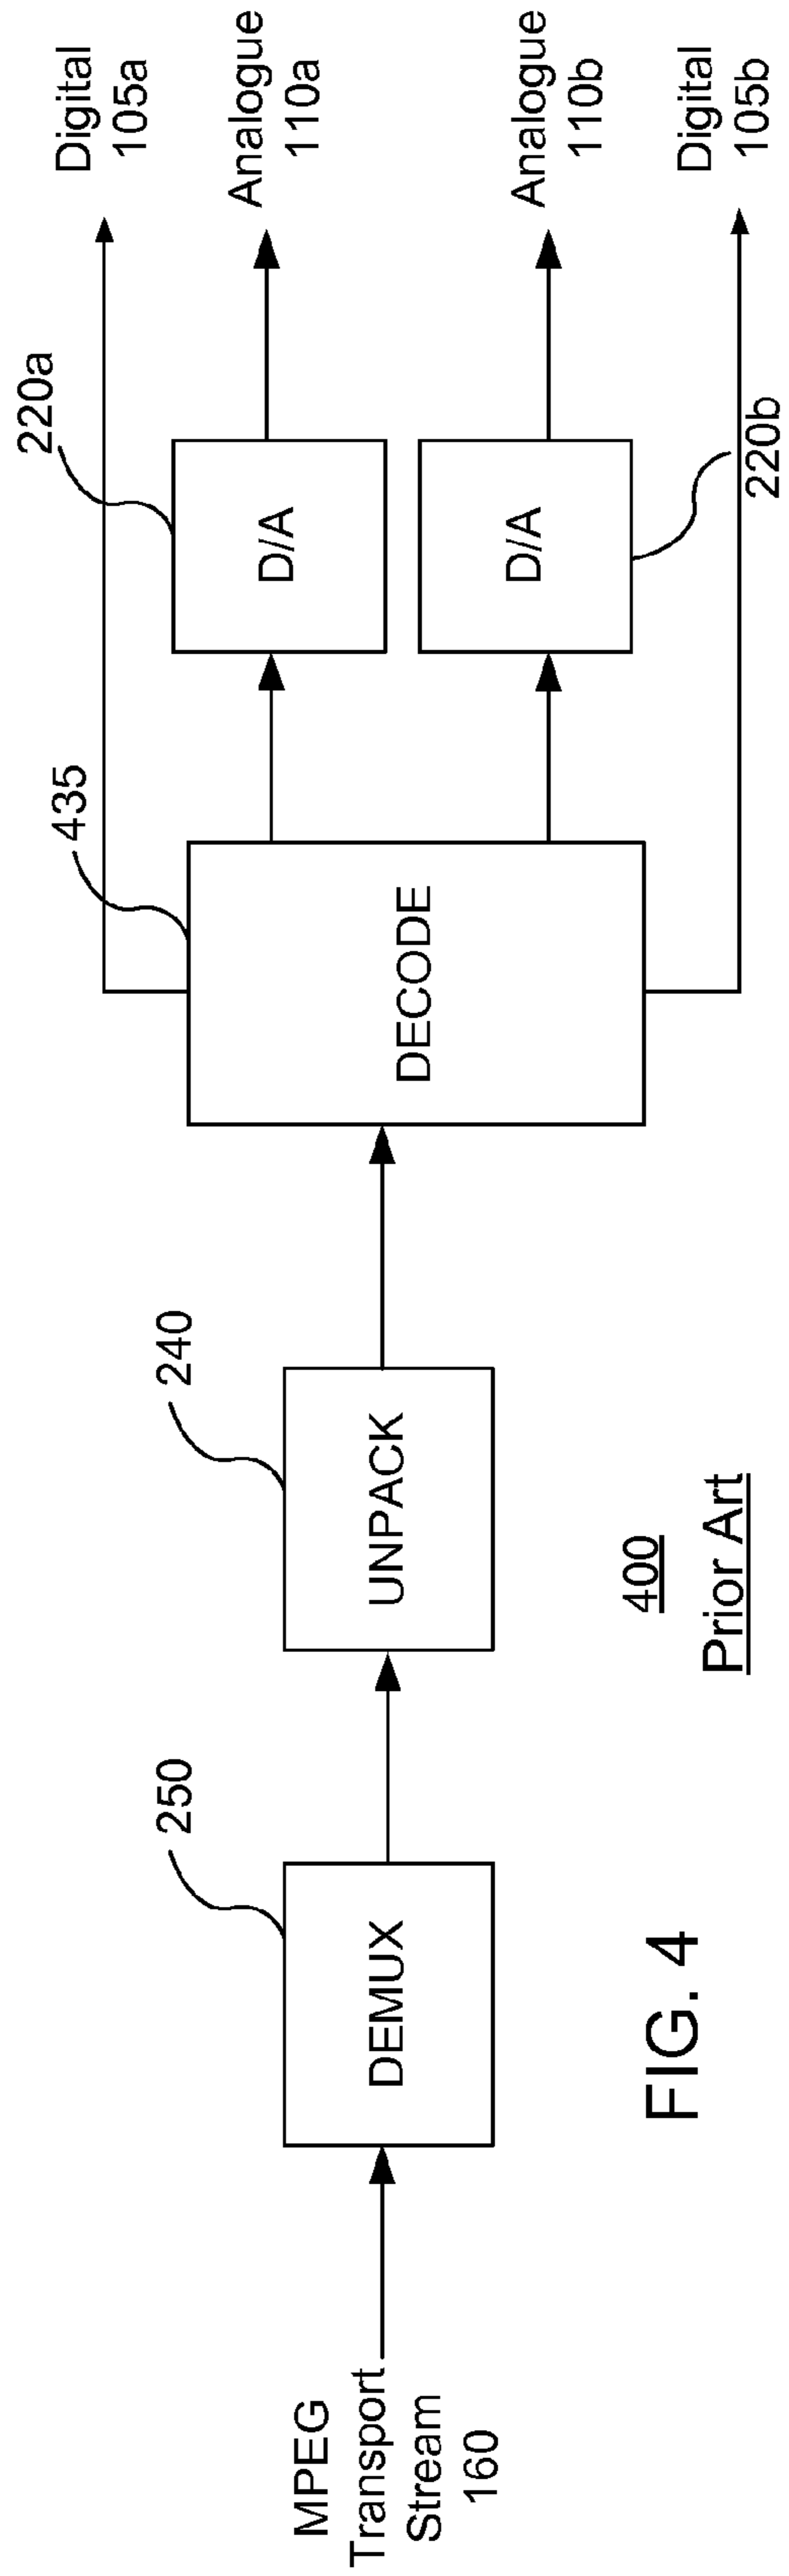 MPEG
Transport
Stream
160
DEMUX
250
UNPACK
240
DECODE
435
D/A
220a
D/A
220b
Digital
105a
Analogue
110a
Analogue
110b
Digital
105b
FIG. 4
400
Prior Art